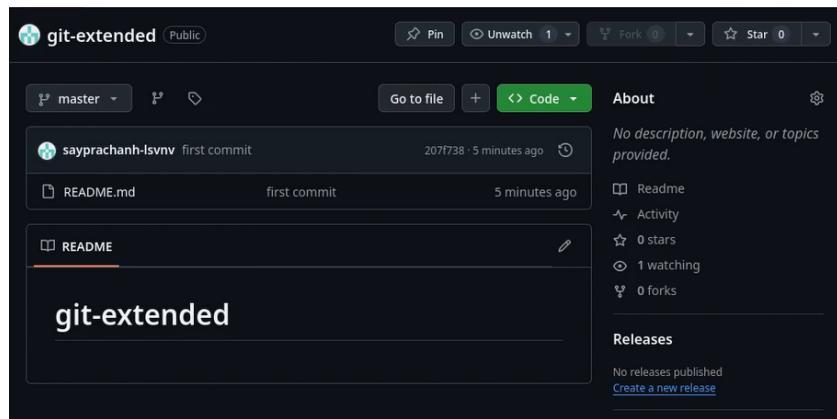 git-extended Public
Pin
Unwatch 1
Fork 0
Star 0
master
Go to file
Code
sayprachanh-lsvnv first commit
207f738 · 5 minutes ago
README.md first commit 5 minutes ago
README
git-extended
About
No description, website, or topics
provided.
Readme
Activity
0 stars
1 watching
0 forks
Releases
No releases published
Create a new release